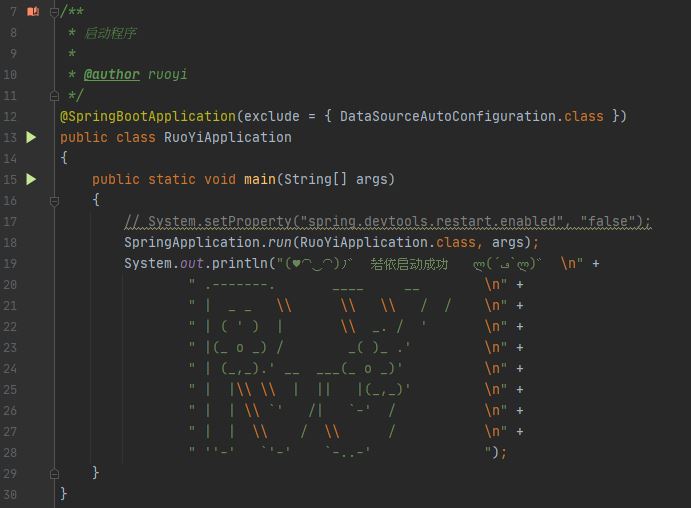 7 /**
8 * 启动程序
9 *
10 * @author ruoyi
11 */
12 @SpringBootApplication(exclude = { DataSourceAutoConfiguration.class })
13 public class RuoYiApplication
14 {
15     public static void main(String[] args)
16     {
17         // System.setProperty("spring.devtools.restart.enabled", "false");
18         SpringApplication.run(RuoYiApplication.class, args);
19         System.out.println("(♥◠‿◠)ノ゙  若依启动成功   ლ(´ڡ`ლ)゙  \n" +
20                 " .-------.       ____     __        \n" +
21                 " |  _ _   \\      \\   \\   /  /    \n" +
22                 " | ( ' )  |       \\  _. /  '       \n" +
23                 " |(_ o _) /        _( )_ .'         \n" +
24                 " | (_,_).' __  ___(_ o _)'          \n" +
25                 " |  |\\ \\  |  ||   |(_,_)'         \n" +
26                 " |  | \\ `'   /|   `-'  /           \n" +
27                 " |  |  \\    /  \\      /           \n" +
28                 " ''-'   `'-'    `-..-'              ");
29     }
30 }